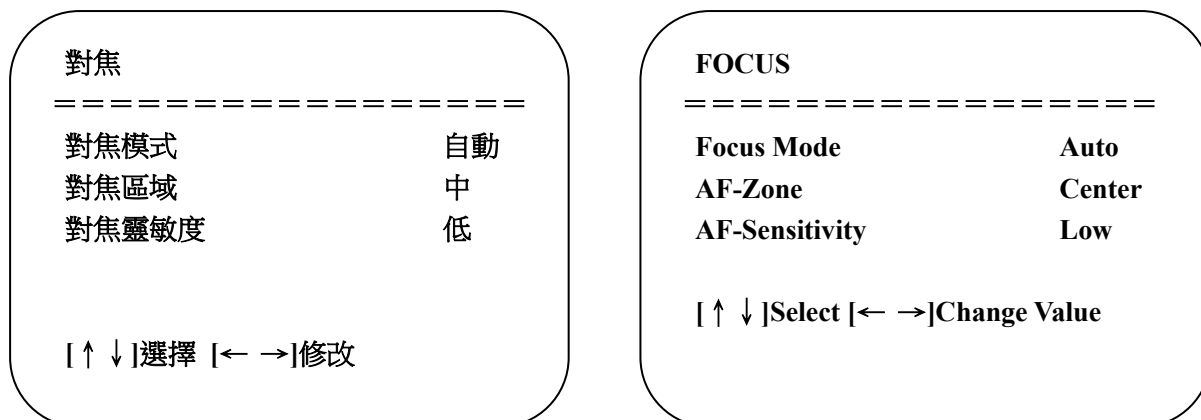 對焦
=================
對焦模式 自動
對焦區域 中
對焦靈敏度 低
[↑↓]選擇 [← →]修改
FOCUS
=================
Focus Mode Auto
AF-Zone Center
AF-Sensitivity Low
[↑↓]Select [← →]Change Value